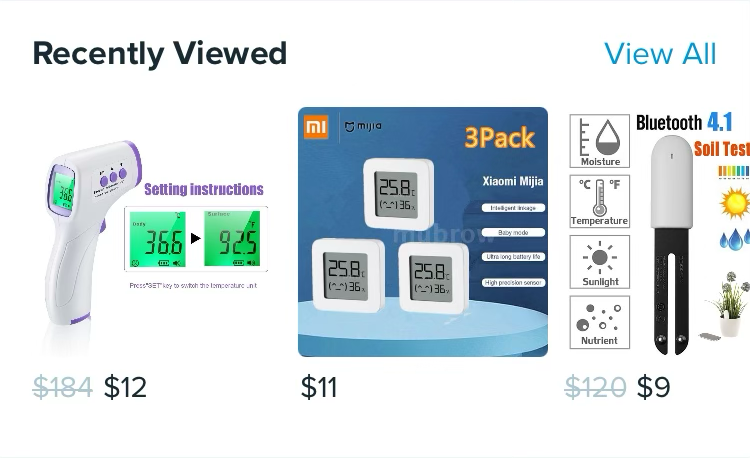 Recently Viewed
View All
Setting instructions
36.6
92.5
Press"SET"key to switch the temperature unit
mi
mijia
3Pack
Xiaomi Mijia
Intelligent linkage
Baby mode
Ultra long battery life
High precision sensor
25.8
36
25.8
36
25.8
36
Bluetooth 4.1
Soil Test
Moisture
°C °F
Temperature
Sunlight
Nutrient
$184 $12
$11
$120 $9